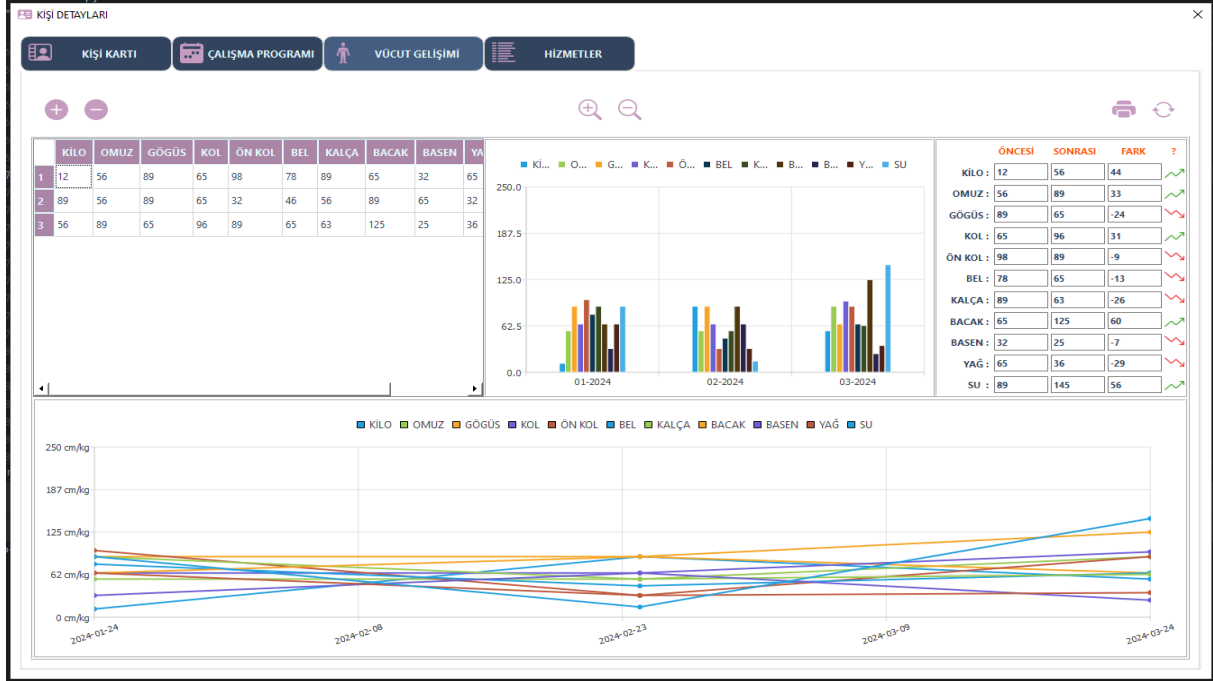 KİŞİ DETAYLARI
KİŞİ KARTI ÇALIŞMA PROGRAMI VÜCUT GELİŞİMİ HİZMETLER
KİLO OMUZ GÖGÜS KOL ÖN KOL BEL KALÇA BACAK BASEN YA
1 12 56 89 65 98 78 89 65 32 65
2 89 56 89 65 32 46 56 89 65 32
3 56 89 65 96 89 65 63 125 25 36
Kİ... O... G... K... Ö... BEL K... B... B... Y... SU
250.0
187.5
125.0
62.5
0.0
01-2024 02-2024 03-2024
ÖNCESİ SONRASI FARK ?
KİLO : 12 56 44
OMUZ : 56 89 33
GÖGÜS : 89 65 -24
KOL : 65 96 31
ÖN KOL : 98 89 -9
BEL : 78 65 -13
KALÇA : 89 63 -26
BACAK : 65 125 60
BASEN : 32 25 -7
YAĞ : 65 36 -29
SU : 89 145 56
KİLO OMUZ GÖGÜS KOL ÖN KOL BEL KALÇA BACAK BASEN YAĞ SU
250 cm/kg
187 cm/kg
125 cm/kg
62 cm/kg
0 cm/kg
2024-01-24 2024-02-08 2024-02-23 2024-03-09 2024-03-24